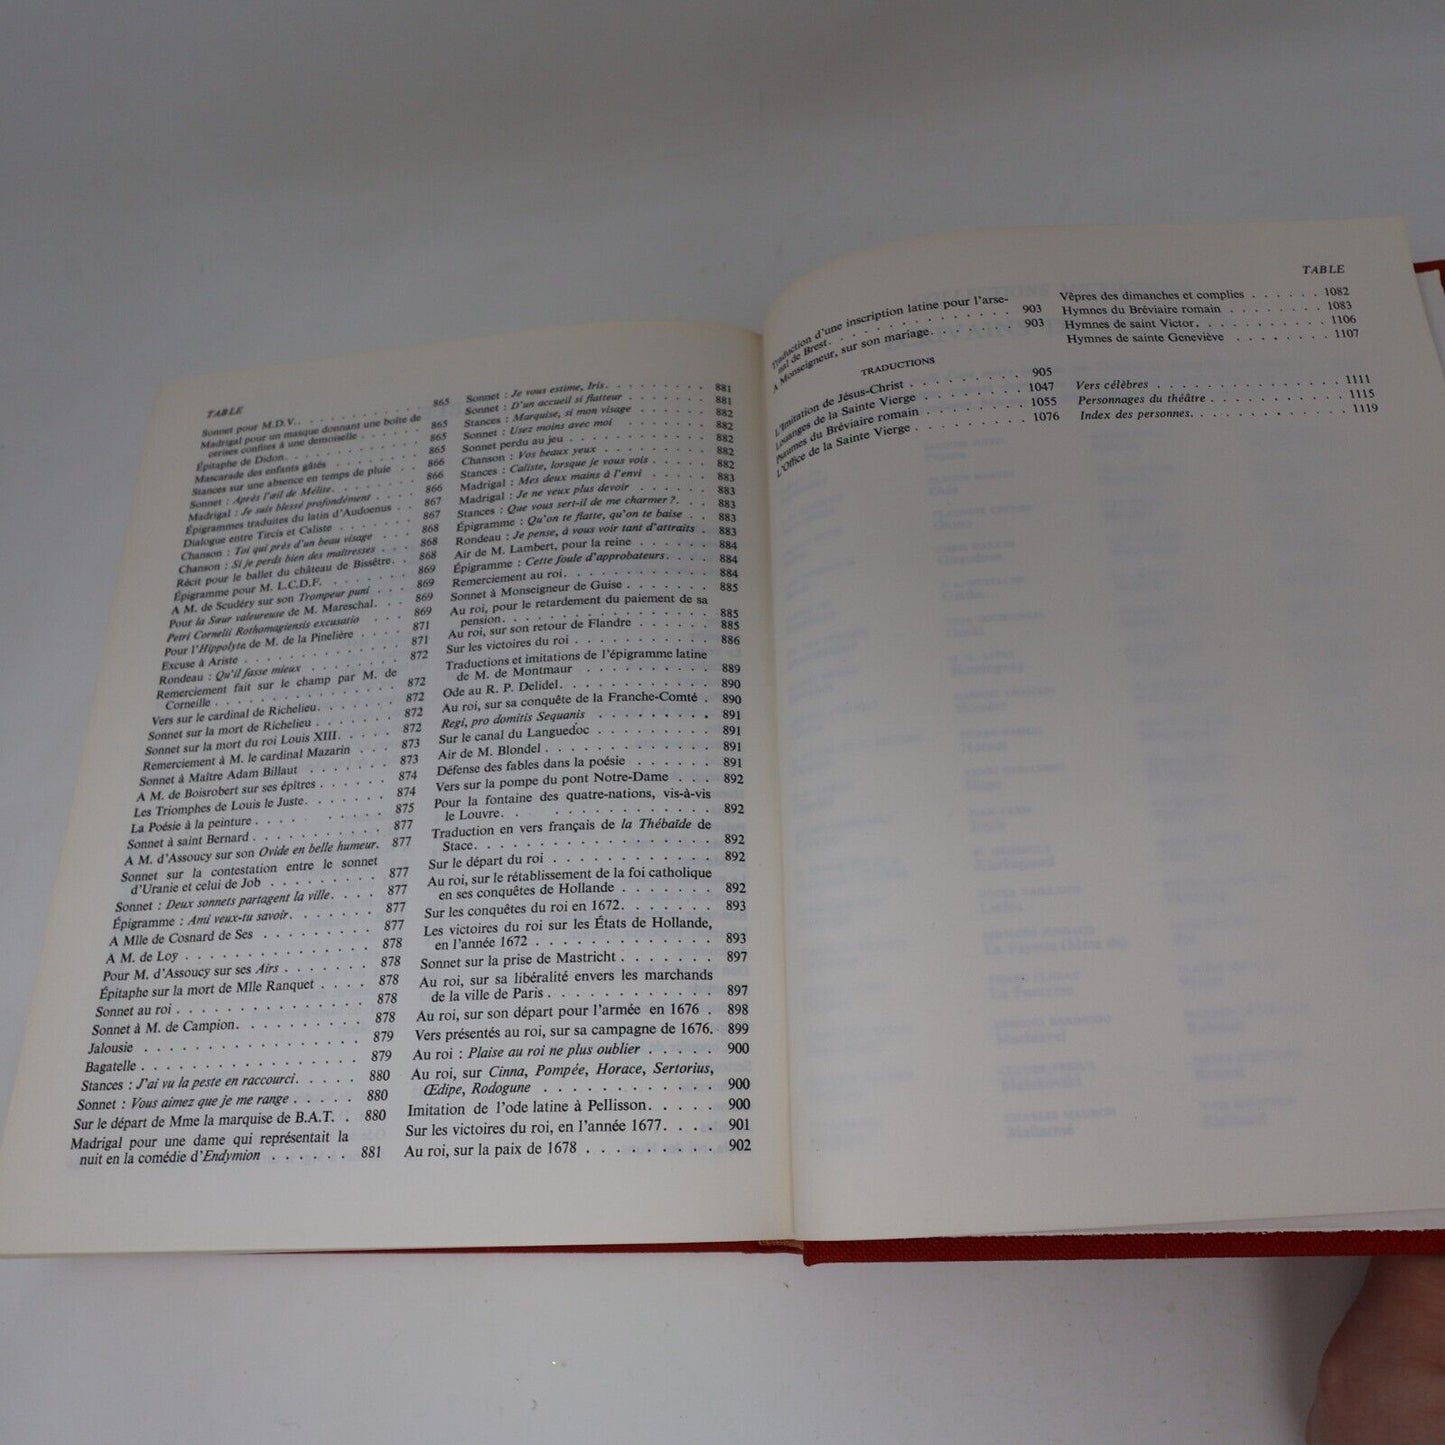 TABLE
Sonnet pour M.D.V. . . . . . . . . . . . 865
Madrigal pour un masque donnant une boîte de
cerises confites à une demoiselle . . . . . 865
Épitaphe de Didon. . . . . . . . . . . 865
Mascarade des enfants gâtés . . . . . . . 865
Stances sur une absence en temps de pluie . . 866
Sonnet : Après l'œil de Mélite. . . . . . . . 866
Madrigal : Je suis blessé profondément . . . . 866
Épigrammes traduites du latin d'Audoenus . . 867
Dialogue entre Tircis et Caliste . . . . . . . 867
Chanson : Toi qui près d'un beau visage . . . 868
Chanson : Si je perds bien des maîtresses . . . 868
Récit pour le ballet du château de Bissêtre. . 868
Épigramme pour M. L.C.D.F. . . . . . . . 869
A M. de Scudéry sur son Trompeur puni . . . 869
Pour la Sœur valeureuse de M. Mareschal. . . 869
Petri Cornelii Rothomagiensis excusatio . . . . 869
Pour l'Hippolyte de M. de la Pinelière . . . . 871
Excuse à Ariste . . . . . . . . . . . . 871
Rondeau : Qu'il fasse mieux . . . . . . . . 872
Remerciement fait sur le champ par M. de
Corneille . . . . . . . . . . . . . . 872
Vers sur le cardinal de Richelieu. . . . . . . 872
Sonnet sur la mort de Richelieu . . . . . . 872
Sonnet sur la mort du roi Louis XIII. . . . . 872
Remerciement à M. le cardinal Mazarin . . . 873
Sonnet à Maître Adam Billaut . . . . . . . 873
A M. de Boisrobert sur ses épîtres . . . . . 874
Les Triomphes de Louis le Juste. . . . . . . 874
La Poésie à la peinture . . . . . . . . . . 875
Sonnet à saint Bernard . . . . . . . . . . 877
A M. d'Assoucy sur son Ovide en belle humeur. 877
Sonnet sur la contestation entre le sonnet
d'Uranie et celui de Job . . . . . . . . . 877
Sonnet : Deux sonnets partagent la ville. . . . 877
Épigramme : Ami veux-tu savoir. . . . . . . 877
A Mlle de Cosnard de Ses . . . . . . . . . 877
A M. de Loy . . . . . . . . . . . . . 878
Pour M. d'Assoucy sur ses Airs . . . . . . . 878
Épitaphe sur la mort de Mlle Ranquet . . . . 878
Sonnet au roi . . . . . . . . . . . . . 878
Sonnet à M. de Campion. . . . . . . . . . 878
Jalousie . . . . . . . . . . . . . . . 879
Bagatelle . . . . . . . . . . . . . . . 879
Stances : J'ai vu la peste en raccourci. . . . . 880
Sonnet : Vous aimez que je me range . . . . . 880
Sur le départ de Mme la marquise de B.A.T. . 880
Madrigal pour une dame qui représentait la
nuit en la comédie d'Endymion . . . . . . 881
Sonnet : Je vous estime, Iris. . . . . . . . . 881
Sonnet : D'un accueil si flatteur . . . . . . . 881
Stances : Marquise, si mon visage . . . . . . 882
Sonnet : Usez moins avec moi . . . . . . . 882
Sonnet perdu au jeu . . . . . . . . . . . 882
Chanson : Vos beaux yeux . . . . . . . . . 882
Stances : Caliste, lorsque je vous vois . . . . . 882
Madrigal : Mes deux mains à l'envi . . . . . 883
Madrigal : Je ne veux plus devoir . . . . . . 883
Stances : Que vous sert-il de me charmer ?. . . 883
Épigramme : Qu'on te flatte, qu'on te baise . . 883
Rondeau : Je pense, à vous voir tant d'attraits . 883
Air de M. Lambert, pour la reine . . . . . . 884
Épigramme : Cette foule d'approbateurs. . . . 884
Remerciement au roi. . . . . . . . . . . 884
Sonnet à Monseigneur de Guise . . . . . . 885
Au roi, pour le retardement du paiement de sa
pension. . . . . . . . . . . . . . . . 885
Au roi, sur son retour de Flandre . . . . . . 885
Sur les victoires du roi . . . . . . . . . . 886
Traductions et imitations de l'épigramme latine
de M. de Montmaur . . . . . . . . . 889
Ode au R. P. Delidel. . . . . . . . . . . 890
Au roi, sur sa conquête de la Franche-Comté . 890
Regi, pro domitis Sequanis . . . . . . . . 891
Sur le canal du Languedoc . . . . . . . . 891
Air de M. Blondel . . . . . . . . . . . . 891
Défense des fables dans la poésie . . . . . . 891
Vers sur la pompe du pont Notre-Dame . . . 892
Pour la fontaine des quatre-nations, vis-à-vis
le Louvre. . . . . . . . . . . . . . . 892
Traduction en vers français de la Thébaïde de
Stace. . . . . . . . . . . . . . . . 892
Sur le départ du roi . . . . . . . . . . . 892
Au roi, sur le rétablissement de la foi catholique
en ses conquêtes de Hollande . . . . . . . 892
Sur les conquêtes du roi en 1672. . . . . . . 893
Les victoires du roi sur les États de Hollande,
en l'année 1672 . . . . . . . . . . . . 893
Sonnet sur la prise de Mastricht . . . . . . . 897
Au roi, sur sa libéralité envers les marchands
de la ville de Paris . . . . . . . . . . . 897
Au roi, sur son départ pour l'armée en 1676 . 898
Vers présentés au roi, sur sa campagne de 1676. 899
Au roi : Plaise au roi ne plus oublier . . . . . 900
Au roi, sur Cinna, Pompée, Horace, Sertorius,
Œdipe, Rodogune . . . . . . . . . . . 900
Imitation de l'ode latine à Pellisson. . . . . 900
Sur les victoires du roi, en l'année 1677. . . . 901
Au roi, sur la paix de 1678 . . . . . . . . . 902
TABLE
Traduction d'une inscription latine pour l'arse-
nal de Brest. . . . . . . . . . . . . . 903
A Monseigneur, sur son mariage. . . . . . . 903
TRADUCTIONS
L'Imitation de Jésus-Christ . . . . . . . . 905
Louanges de la Sainte Vierge . . . . . . . 1047
Psaumes du Bréviaire romain . . . . . . . 1055
L'Office de la Sainte Vierge . . . . . . . . 1076
Vêpres des dimanches et complies . . . . . . 1082
Hymnes du Bréviaire romain . . . . . . . . 1083
Hymnes de saint Victor. . . . . . . . . . 1106
Hymnes de sainte Geneviève . . . . . . . . 1107
Vers célèbres . . . . . . . . . . . . . . 1111
Personnages du théâtre. . . . . . . . . . . 1115
Index des personnes. . . . . . . . . . . . 1119